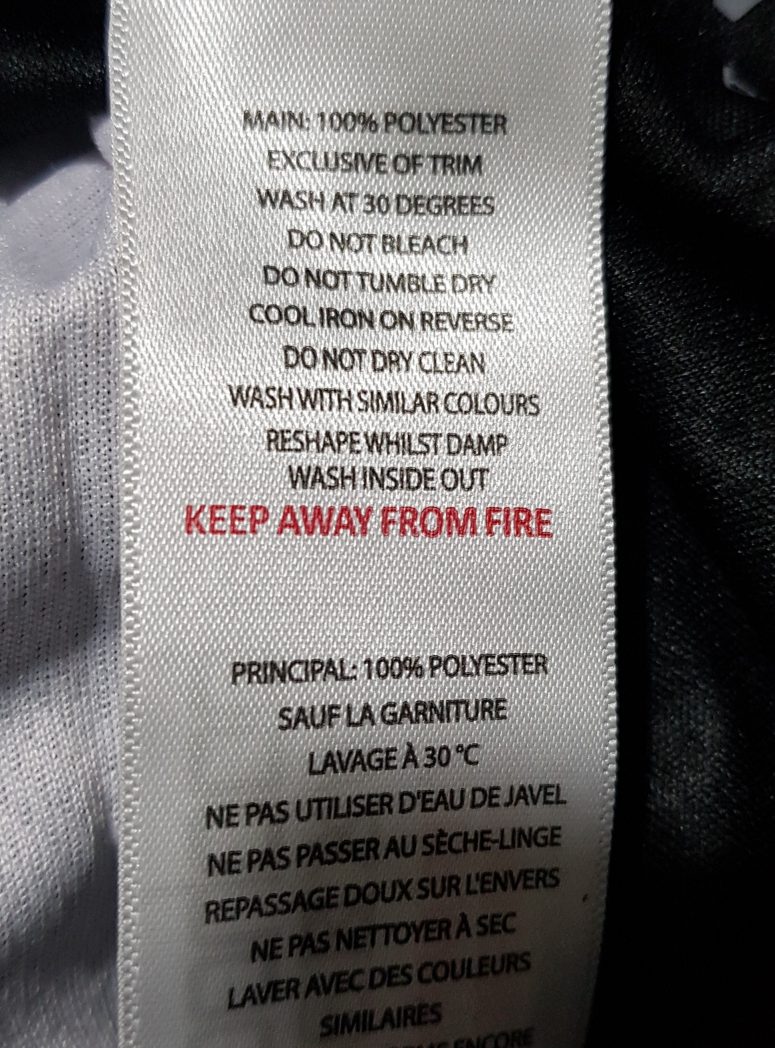 MAIN: 100% POLYESTER
EXCLUSIVE OF TRIM
WASH AT 30 DEGREES
DO NOT BLEACH
DO NOT TUMBLE DRY
COOL IRON ON REVERSE
DO NOT DRY CLEAN
WASH WITH SIMILAR COLOURS
RESHAPE WHILST DAMP
WASH INSIDE OUT
KEEP AWAY FROM FIRE
PRINCIPAL: 100% POLYESTER
SAUF LA GARNITURE
LAVAGE À 30 °C
NE PAS UTILISER D'EAU DE JAVEL
NE PAS PASSER AU SÈCHE-LINGE
REPASSAGE DOUX SUR L'ENVERS
NE PAS NETTOYER À SEC
LAVER AVEC DES COULEURS
SIMILAIRES
ENCORE